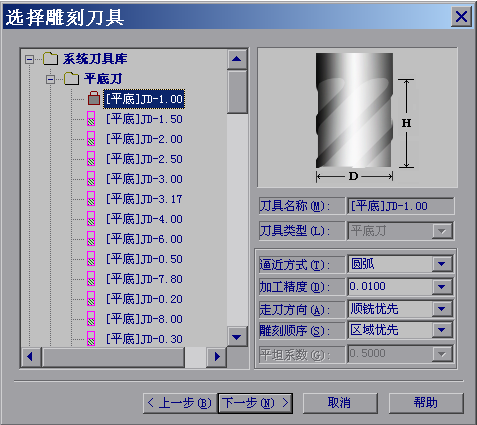 选择雕刻刀具
系统刀具库
平底刀
[平底]JD-1.00
[平底]JD-1.50
[平底]JD-2.00
[平底]JD-2.50
[平底]JD-3.00
[平底]JD-3.17
[平底]JD-4.00
[平底]JD-6.00
[平底]JD-0.50
[平底]JD-7.80
[平底]JD-0.20
[平底]JD-8.00
[平底]JD-0.30
H
D
刀具名称(M): [平底]JD-1.00
刀具类型(L): 平底刀
逼近方式(T): 圆弧
加工精度(D): 0.0100
走刀方向(A): 顺铣优先
雕刻顺序(S): 区域优先
平坦系数(G): 0.5000
< 上一步(B) 下一步(N) > 取消 帮助